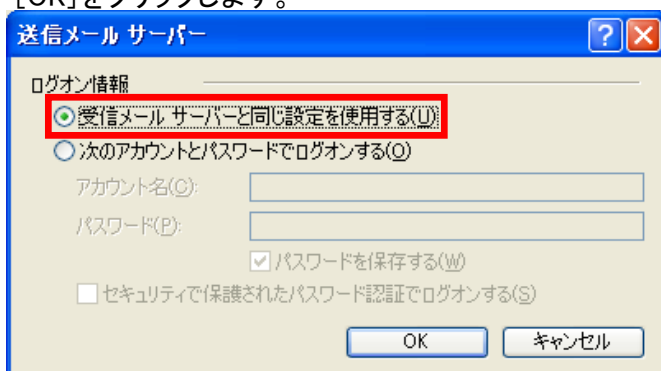 [OK]をクリックします。
送信メール サーバー
ログオン情報
受信メール サーバーと同じ設定を使用する(U)
次のアカウントとパスワードでログオンする(O)
アカウント名(C):
パスワード(P):
パスワードを保存する(W)
セキュリティで保護されたパスワード認証でログオンする(S)
OK キャンセル